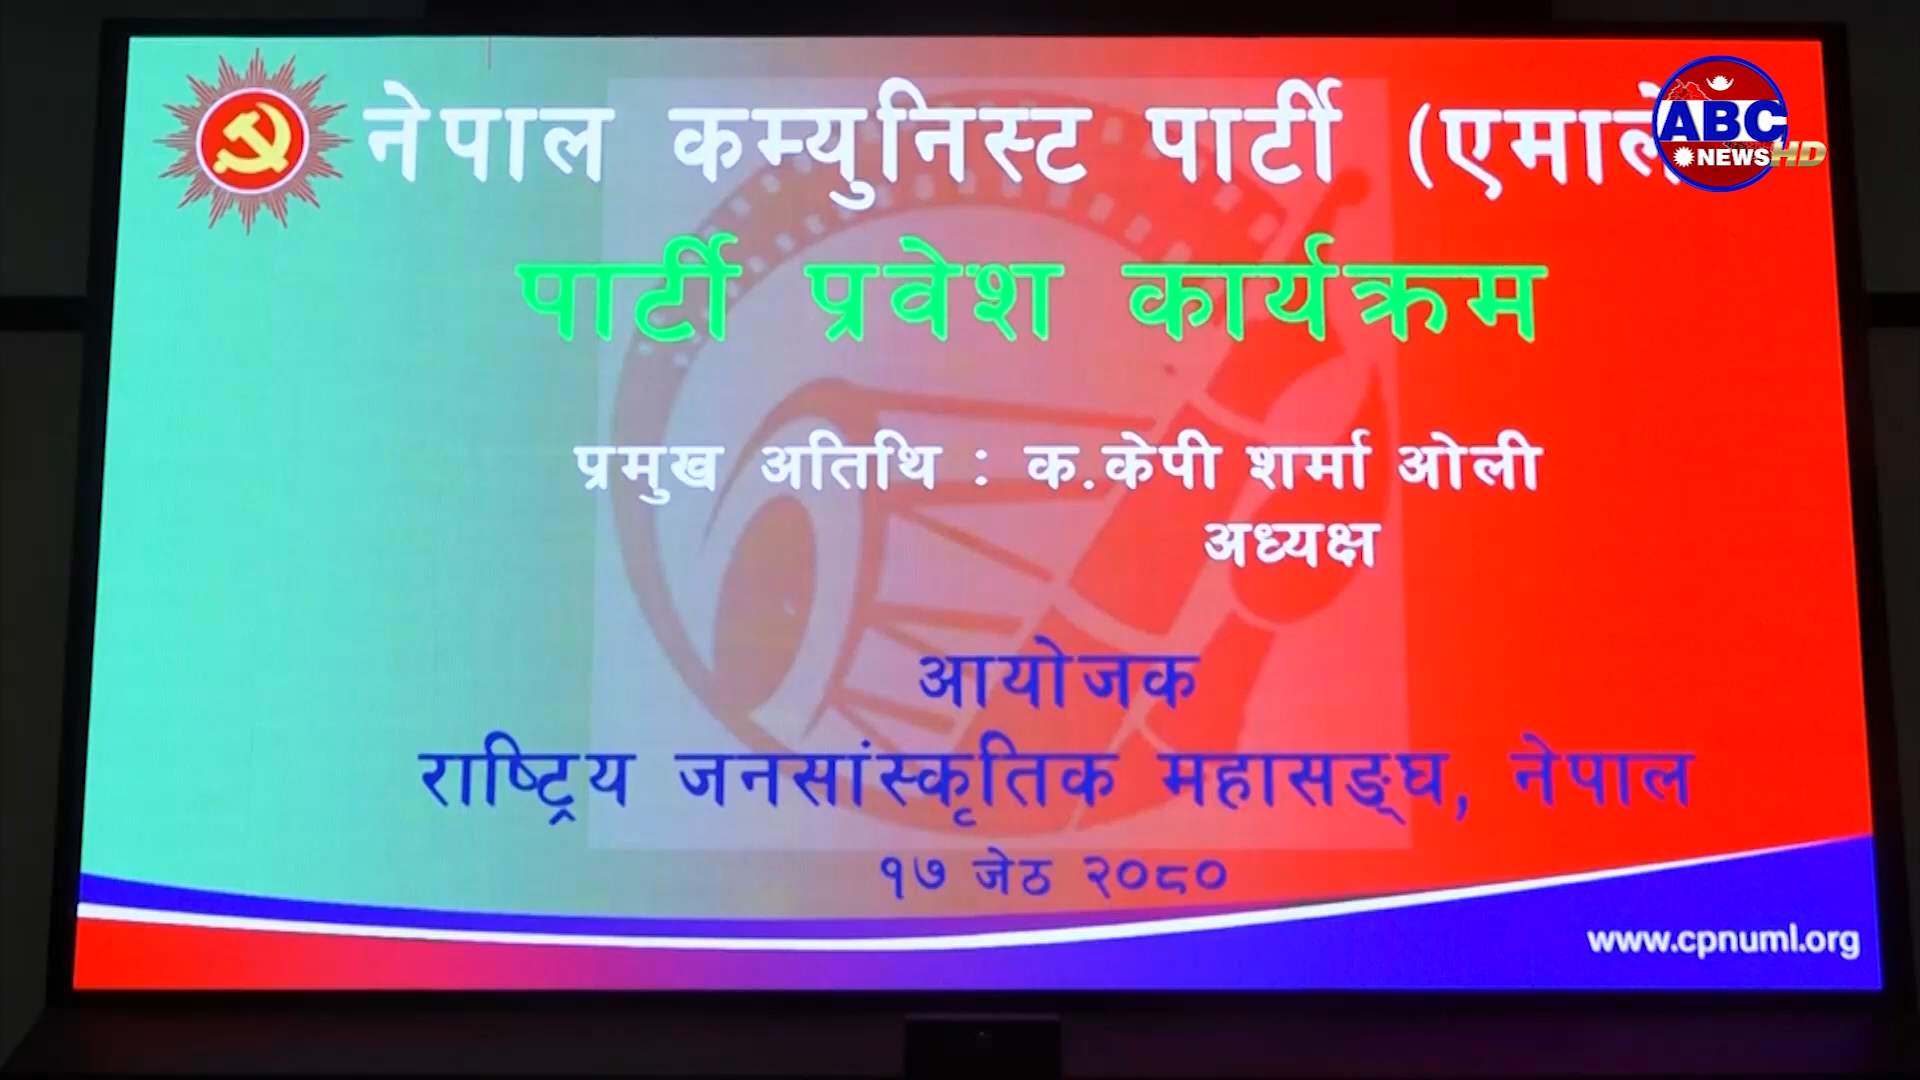 नेपाल कम्युनिस्ट पार्टी (एमाले
ABC
NEWS HD
पार्टी प्रवेश कार्यक्रम
प्रमुख अतिथि : क.केपी शर्मा ओली
अध्यक्ष
आयोजक
राष्ट्रिय जनसांस्कृतिक महासङ्घ, नेपाल
१७ जेठ २०८०
www.cpnuml.org